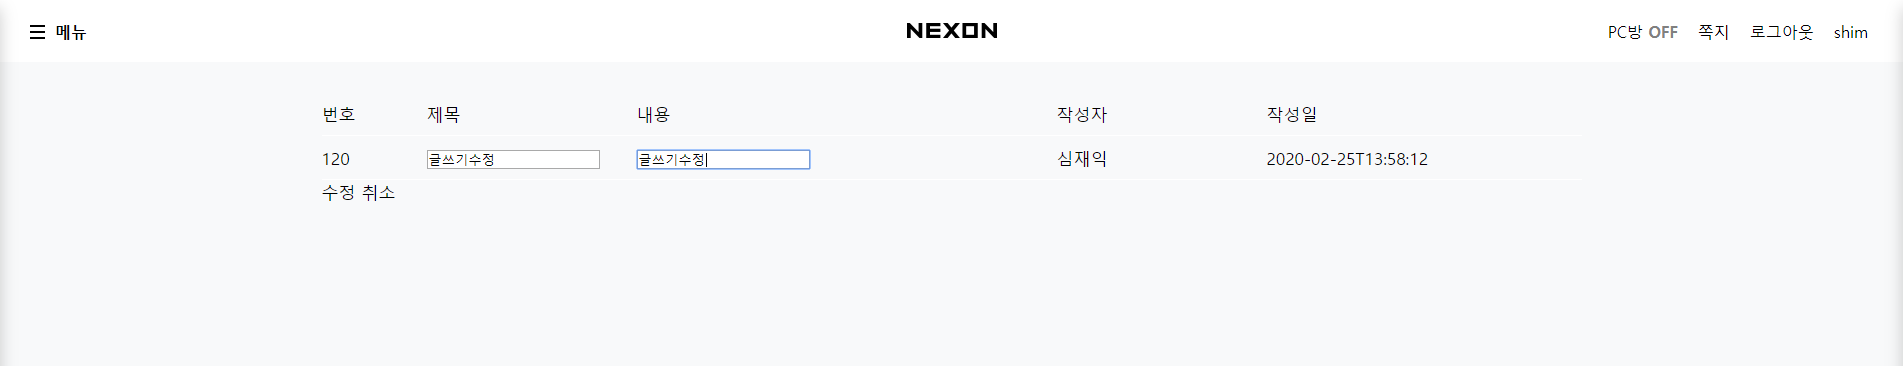 메뉴 NEXON PC방 OFF 쪽지 로그아웃 shim
번호 제목 내용 작성자 작성일
120 글쓰기수정 글쓰기수정 심재익 2020-02-25T13:58:12
수정 취소